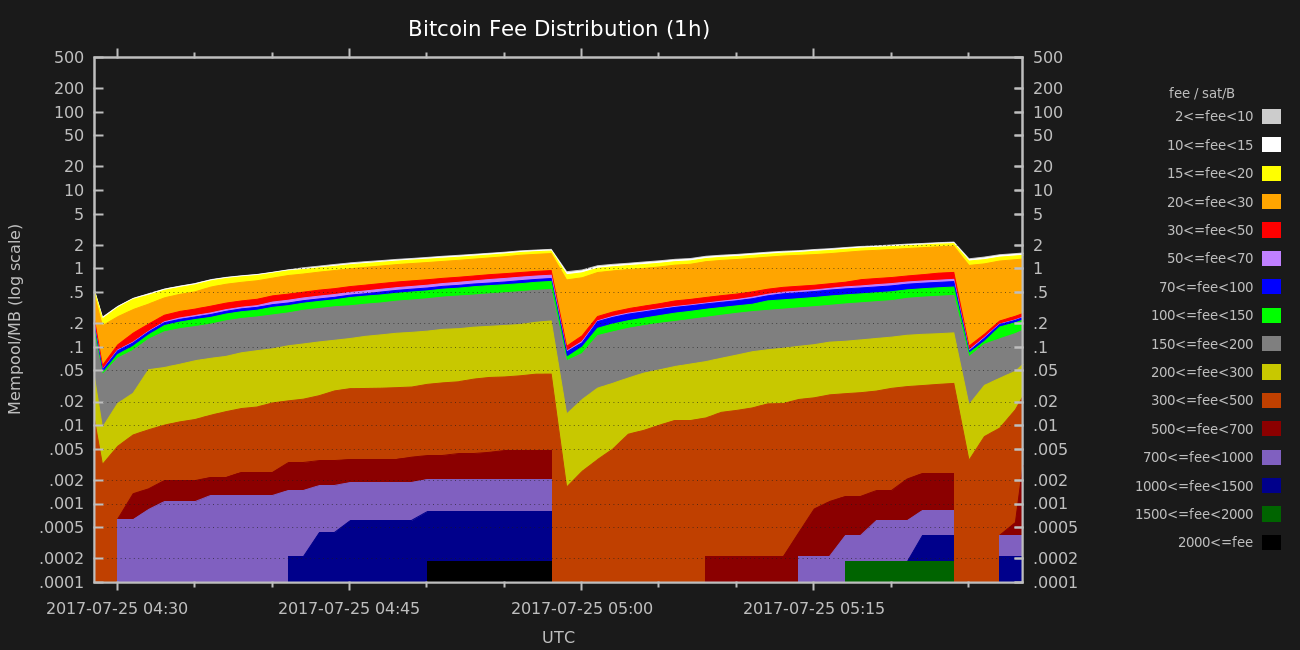 Bitcoin Fee Distribution (1h)
500 500
200 200
100 100
50 50
20 20
10 10
5 5
2 2
1 1
.5 .5
.2 .2
.1 .1
.05 .05
.02 .02
.01 .01
.005 .005
.002 .002
.001 .001
.0005 .0005
.0002 .0002
.0001 .0001
Mempool/MB (log scale)
2017-07-25 04:30 2017-07-25 04:45 2017-07-25 05:00 2017-07-25 05:15
UTC
fee / sat/B
2<=fee<10
10<=fee<15
15<=fee<20
20<=fee<30
30<=fee<50
50<=fee<70
70<=fee<100
100<=fee<150
150<=fee<200
200<=fee<300
300<=fee<500
500<=fee<700
700<=fee<1000
1000<=fee<1500
1500<=fee<2000
2000<=fee